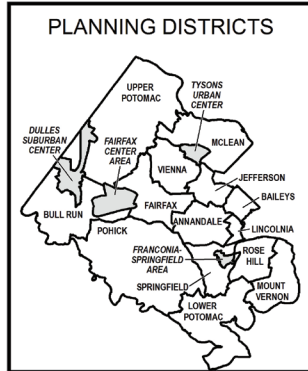 PLANNING DISTRICTS
UPPER
POTOMAC
TYSONS
URBAN
CENTER
MCLEAN
DULLES
SUBURBAN
CENTER
FAIRFAX
CENTER
AREA
VIENNA
JEFFERSON
BAILEYS
BULL RUN
FAIRFAX
ANNANDALE
LINCOLNIA
POHICK
FRANCONIA-
SPRINGFIELD
AREA
ROSE
HILL
SPRINGFIELD
MOUNT
VERNON
LOWER
POTOMAC